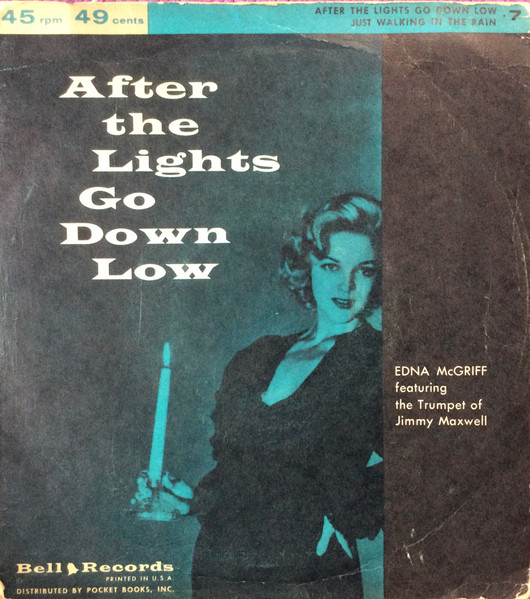 45 rpm 49 cents
AFTER THE LIGHTS GO DOWN LOW
JUST WALKING IN THE RAIN
7
After
the
Lights
Go
Down
Low
EDNA McGRIFF
featuring
the Trumpet of
Jimmy Maxwell
Bell Records
PRINTED IN U.S.A.
DISTRIBUTED BY POCKET BOOKS, INC.